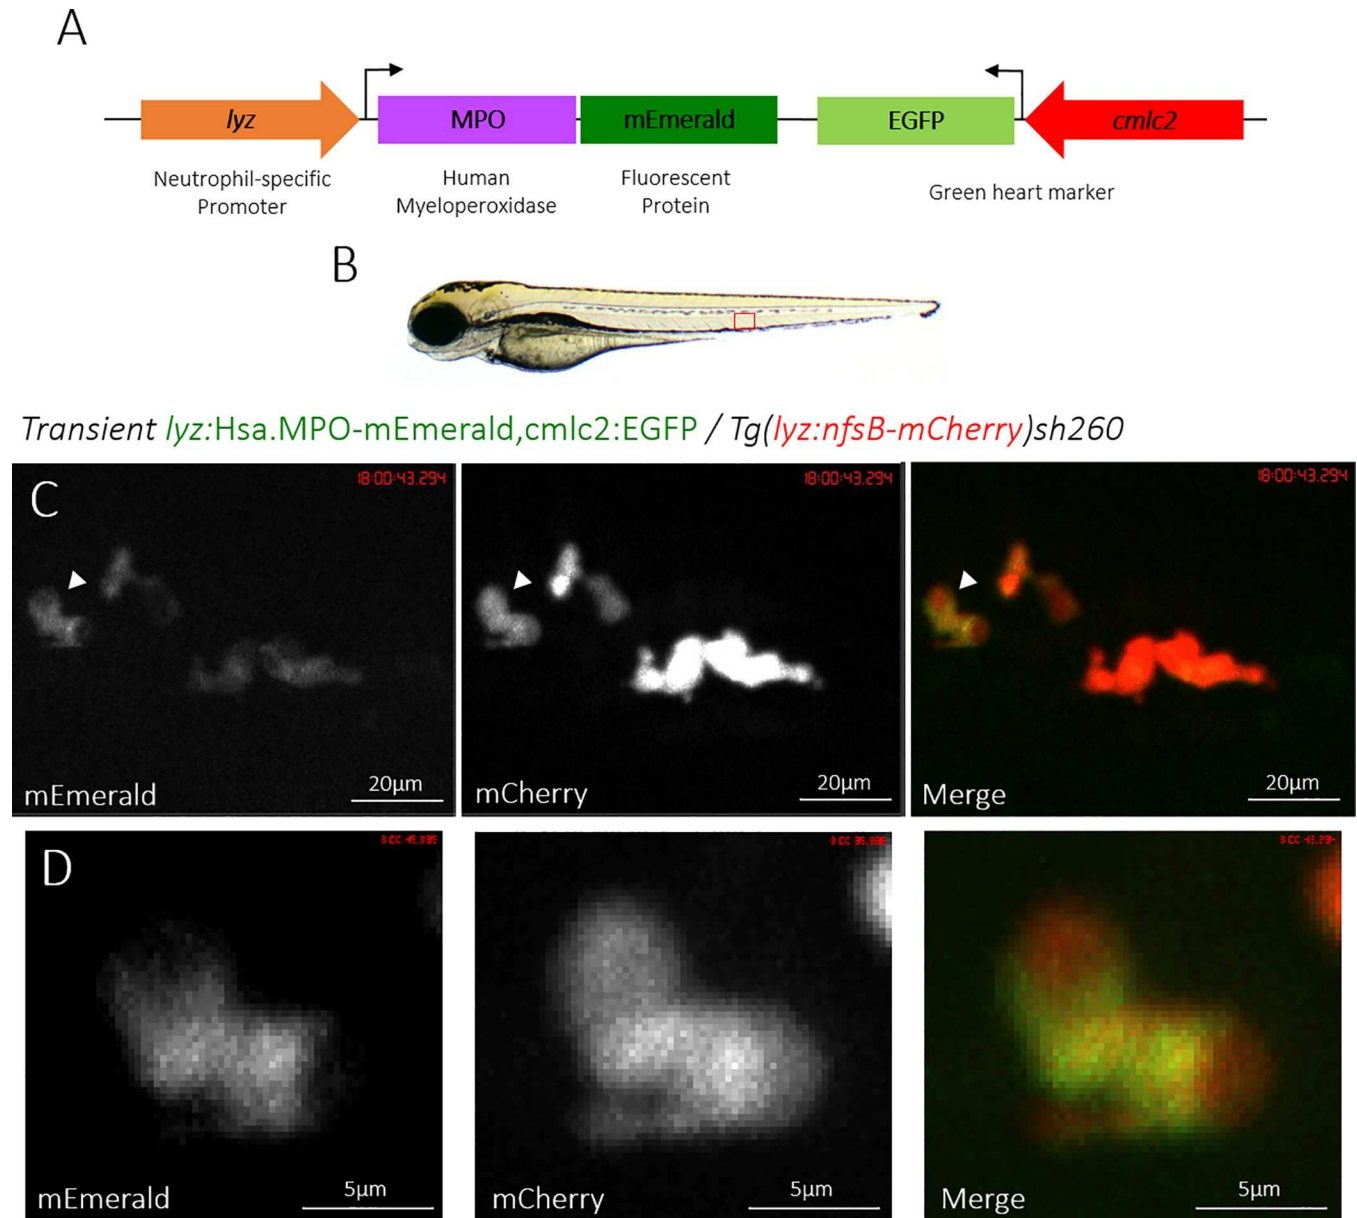 A
lyz
MPO
mEmerald
EGFP
cmlc2
Neutrophil-specific
Promoter
Human
Myeloperoxidase
Fluorescent
Protein
Green heart marker
B
Transient lyz:Hsa.MPO-mEmerald,cmlc2:EGFP / Tg(lyz:nfsB-mCherry)sh260
C
18:00:43.294
18:00:43.294
18:00:43.294
mEmerald
20µm
mCherry
20µm
Merge
20µm
D
mEmerald
5µm
mCherry
5µm
Merge
5µm